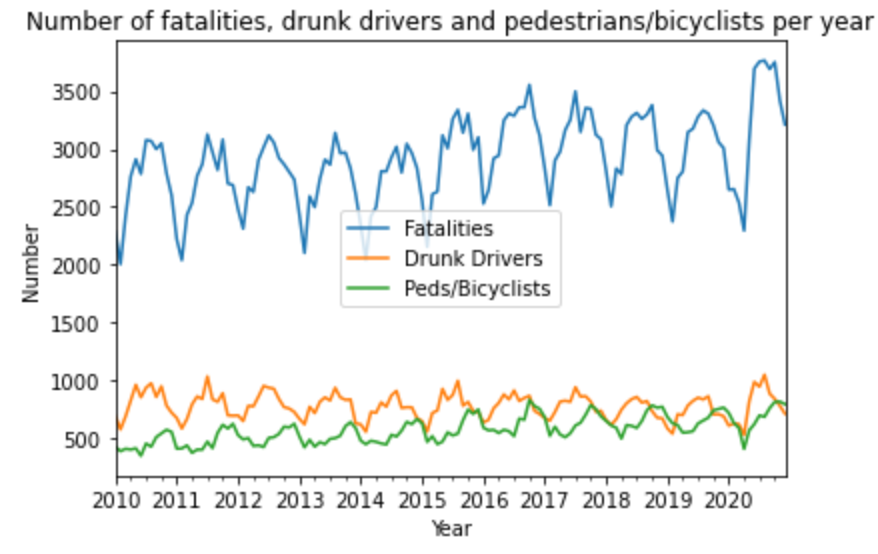 Number of fatalities, drunk drivers and pedestrians/bicyclists per year
3500
3000
2500
2000
1500
1000
500
Number
Fatalities
Drunk Drivers
Peds/Bicyclists
2010 2011 2012 2013 2014 2015 2016 2017 2018 2019 2020
Year